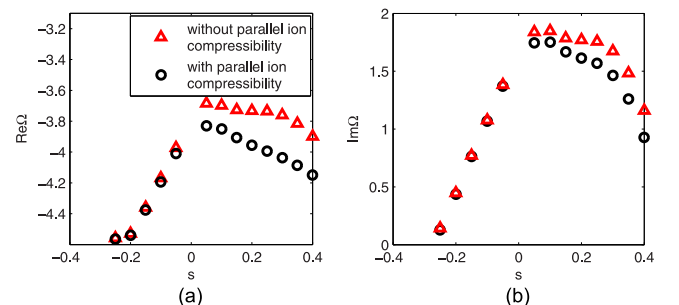 −3.2
−3.4
−3.6
−3.8
−4
−4.2
−4.4
ReΩ
without parallel ion
compressibility
with parallel ion
compressibility
−0.4
−0.2
0
0.2
0.4
s
(a)
2
1.5
1
0.5
0
ImΩ
−0.4
−0.2
0
0.2
0.4
s
(b)